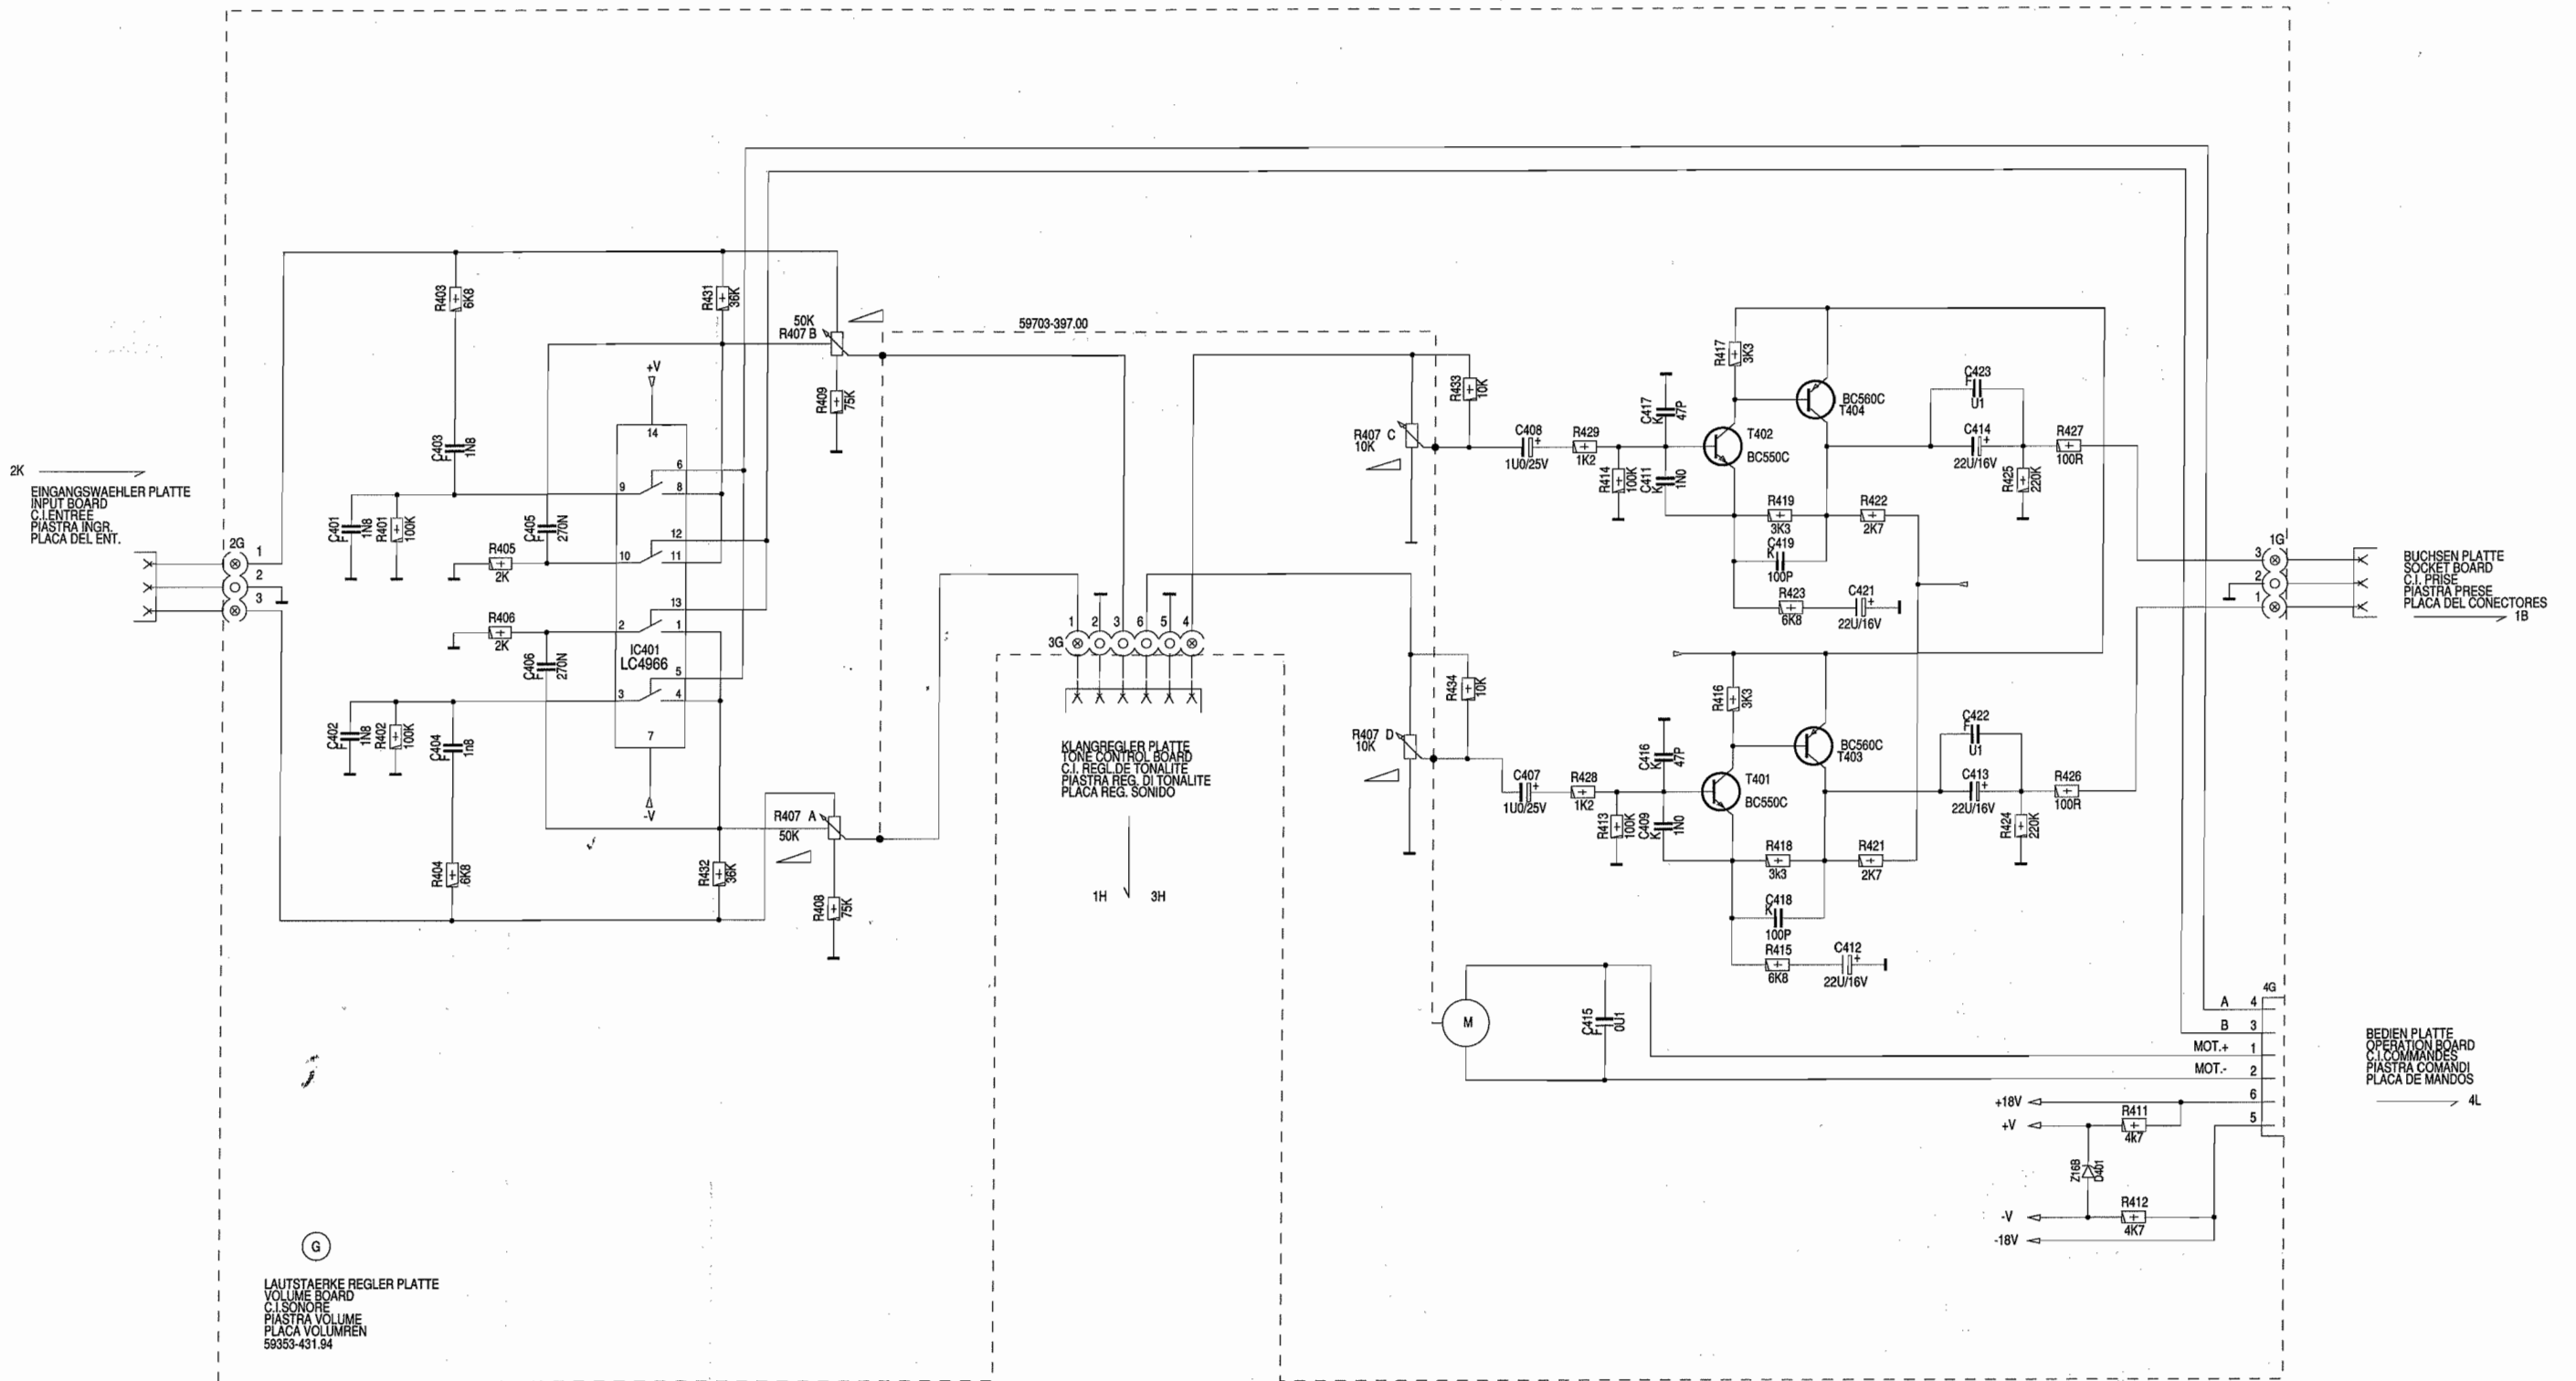 2K
EINGANGSWAEHLER PLATTE
INPUT BOARD
C.I.ENTREE
PIASTRA INGR.
PLACA DEL ENT.
2G
1
2
3
R403
6K8
C403
F
1N8
C401
F
1N8
R401
100K
R405
2K
C405
F
270N
R406
2K
C406
F
270N
C402
F
1N8
R402
100K
C404
F
1n8
R404
6K8
R431
36K
+V
14
6
9
8
12
10
11
13
2
1
IC401
LC4966
5
3
4
7
-V
R432
36K
50K
R407 B
R409
75K
R407 A
50K
R408
75K
59703-397.00
3G
1
2
3
6
5
4
KLANGREGLER PLATTE
TONE CONTROL BOARD
C.I. REGL.DE TONALITE
PIASTRA REG. DI TONALITE
PLACA REG. SONIDO
1H
3H
R433
10K
R407 C
10K
C408
+
1U0/25V
R429
1K2
R414
100K
C417
K
47P
C411
K
1N0
R417
3K3
T402
BC550C
BC560C
T404
R419
3K3
R422
2K7
C419
K
100P
R423
6K8
C421
+
22U/16V
C423
F
U1
C414
+
22U/16V
R427
100R
R425
220K
R434
10K
R407 D
10K
C407
+
1U0/25V
R428
1K2
R413
100K
C416
K
47P
C409
K
1N0
R416
3K3
T401
BC550C
BC560C
T403
R418
3k3
R421
2K7
C418
K
100P
R415
6K8
C412
+
22U/16V
C422
F
U1
C413
+
22U/16V
R426
100R
R424
220K
1G
3
2
1
BUCHSEN PLATTE
SOCKET BOARD
C.I. PRISE
PIASTRA PRESE
PLACA DEL CONECTORES
1B
M
C415
F
0U1
4G
A 4
B 3
MOT.+ 1
MOT.- 2
6
5
+18V
+V
R411
4k7
Z16B
D401
R412
4K7
-V
-18V
BEDIEN PLATTE
OPERATION BOARD
C.I.COMMANDES
PIASTRA COMANDI
PLACA DE MANDOS
4L
G
LAUTSTAERKE REGLER PLATTE
VOLUME BOARD
C.I.SONORE
PIASTRA VOLUME
PLACA VOLUMREN
59353-431.94